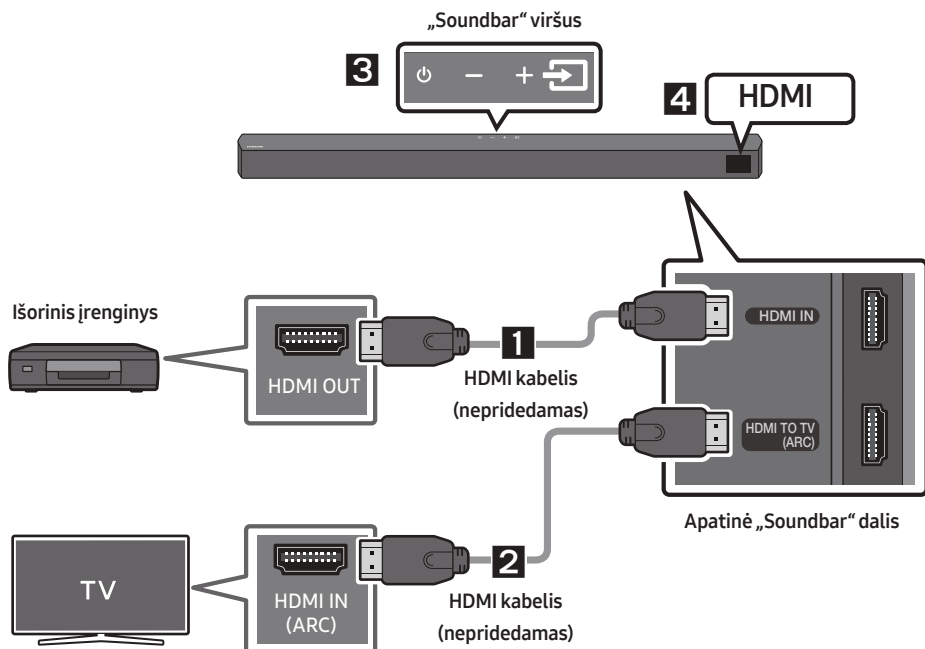 „Soundbar“ viršus
3
4
HDMI
Išorinis įrenginys
HDMI OUT
1
HDMI kabelis
(nepridedamas)
HDMI IN
HDMI TO TV
(ARC)
Apatinė „Soundbar“ dalis
TV
HDMI IN
(ARC)
2
HDMI kabelis
(nepridedamas)